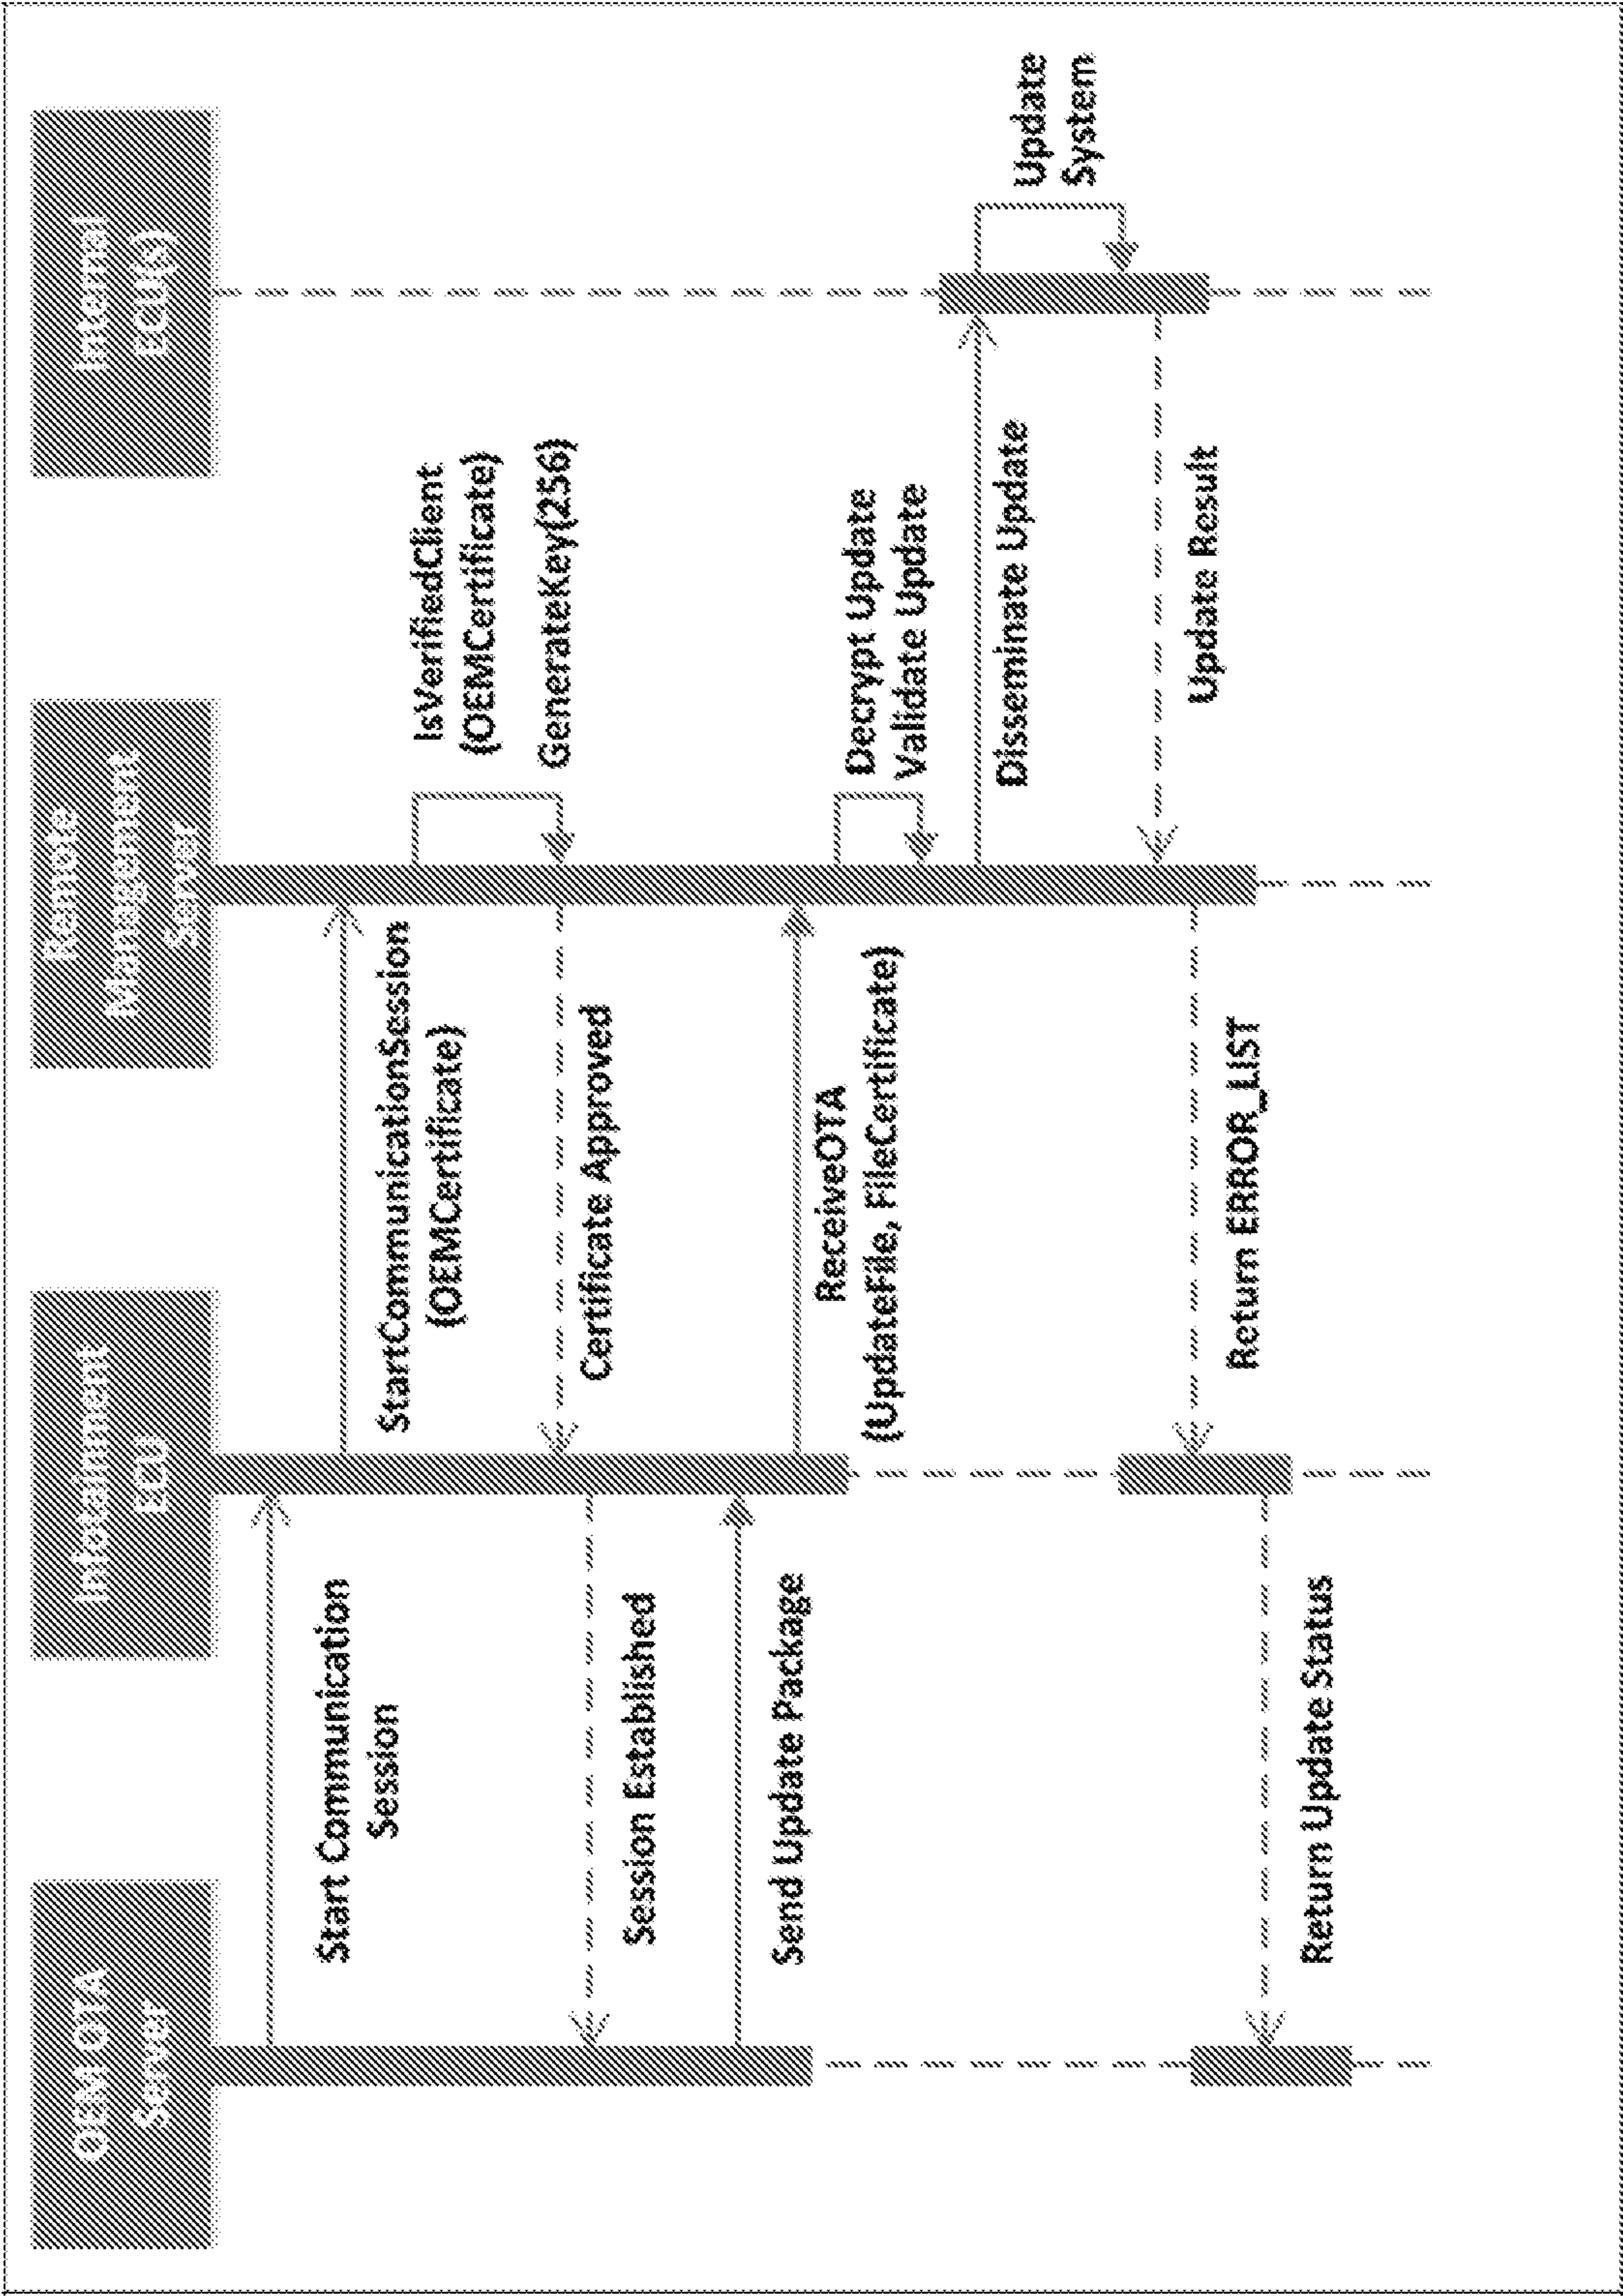 OEM OTA
Server
Infotainment
ECU
Remote
Management
Server
Internal
ECU(s)
Start Communication
Session
StartCommunicationSession
(OEMCertificate)
IsVerifiedClient
(OEMCertificate)
GenerateKey(256)
Certificate Approved
Session Established
Send Update Package
ReceiveOTA
(UpdateFile, FileCertificate)
Decrypt Update
Validate Update
Disseminate Update
Update
System
Update Result
Return ERROR_LIST
Return Update Status